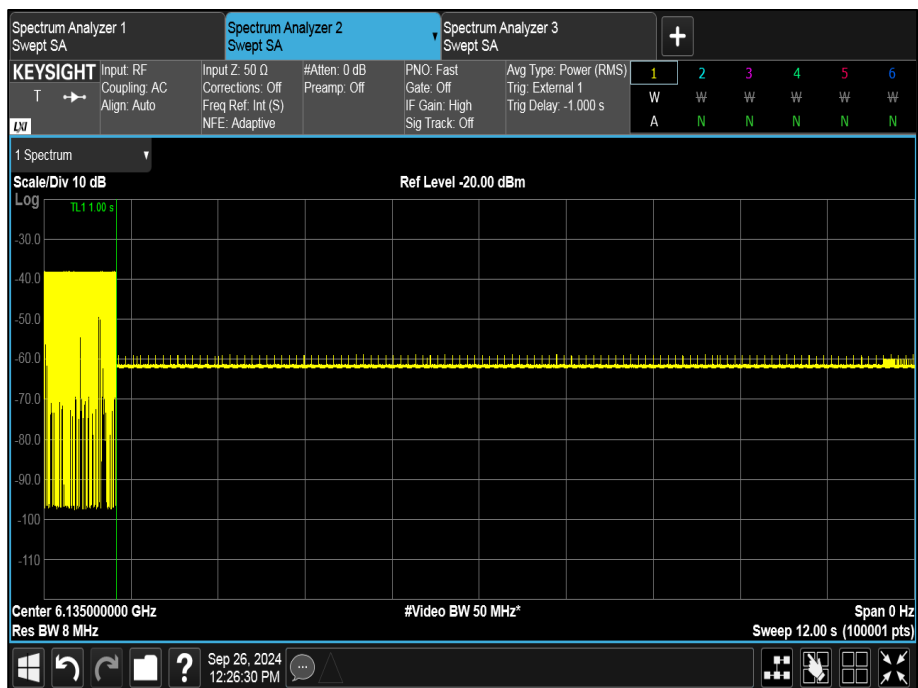 Spectrum Analyzer 1
Swept SA
Spectrum Analyzer 2
Swept SA
Spectrum Analyzer 3
Swept SA
+
KEYSIGHT
T
LXI
Input: RF
Coupling: AC
Align: Auto
Input Z: 50 Ω
Corrections: Off
Freq Ref: Int (S)
NFE: Adaptive
#Atten: 0 dB
Preamp: Off
PNO: Fast
Gate: Off
IF Gain: High
Sig Track: Off
Avg Type: Power (RMS)
Trig: External 1
Trig Delay: -1.000 s
1 2 3 4 5 6
W W W W W W
A N N N N N
1 Spectrum
Scale/Div 10 dB
Ref Level -20.00 dBm
Log
TL1 1.00 s
-30.0
-40.0
-50.0
-60.0
-70.0
-80.0
-90.0
-100
-110
Center 6.135000000 GHz
#Video BW 50 MHz*
Span 0 Hz
Res BW 8 MHz
Sweep 12.00 s (100001 pts)
?
Sep 26, 2024
12:26:30 PM